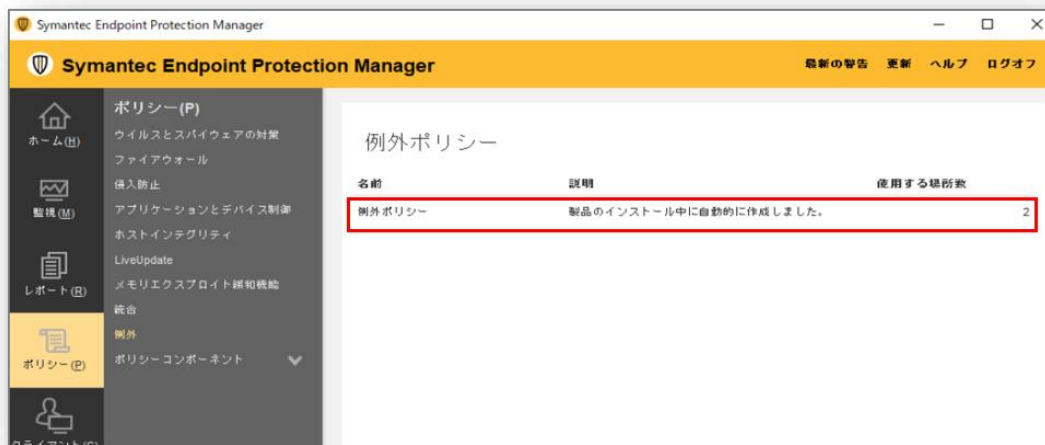 Symantec Endpoint Protection Manager
Symantec Endpoint Protection Manager
最新の警告 更新 ヘルプ ログオフ
ホーム(H)
監視(M)
レポート(R)
ポリシー(P)
クライアント(C)
ポリシー(P)
ウイルスとスパイウェアの対策
ファイアウォール
侵入防止
アプリケーションとデバイス制御
ホストインテグリティ
LiveUpdate
メモリエクスプロイト緩和機能
統合
例外
ポリシーコンポーネント
例外ポリシー
名前 説明 使用する場所数
例外ポリシー 製品のインストール中に自動的に作成しました。 2